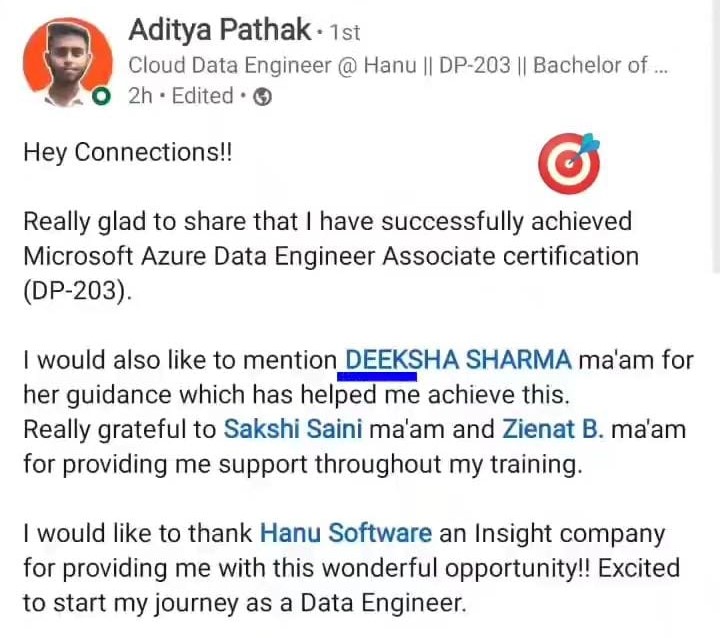 Aditya Pathak · 1st
Cloud Data Engineer @ Hanu || DP-203 || Bachelor of ...
2h • Edited •
Hey Connections!!
Really glad to share that I have successfully achieved
Microsoft Azure Data Engineer Associate certification
(DP-203).
I would also like to mention DEEKSHA SHARMA ma'am for
her guidance which has helped me achieve this.
Really grateful to Sakshi Saini ma'am and Zienat B. ma'am
for providing me support throughout my training.
I would like to thank Hanu Software an Insight company
for providing me with this wonderful opportunity!! Excited
to start my journey as a Data Engineer.